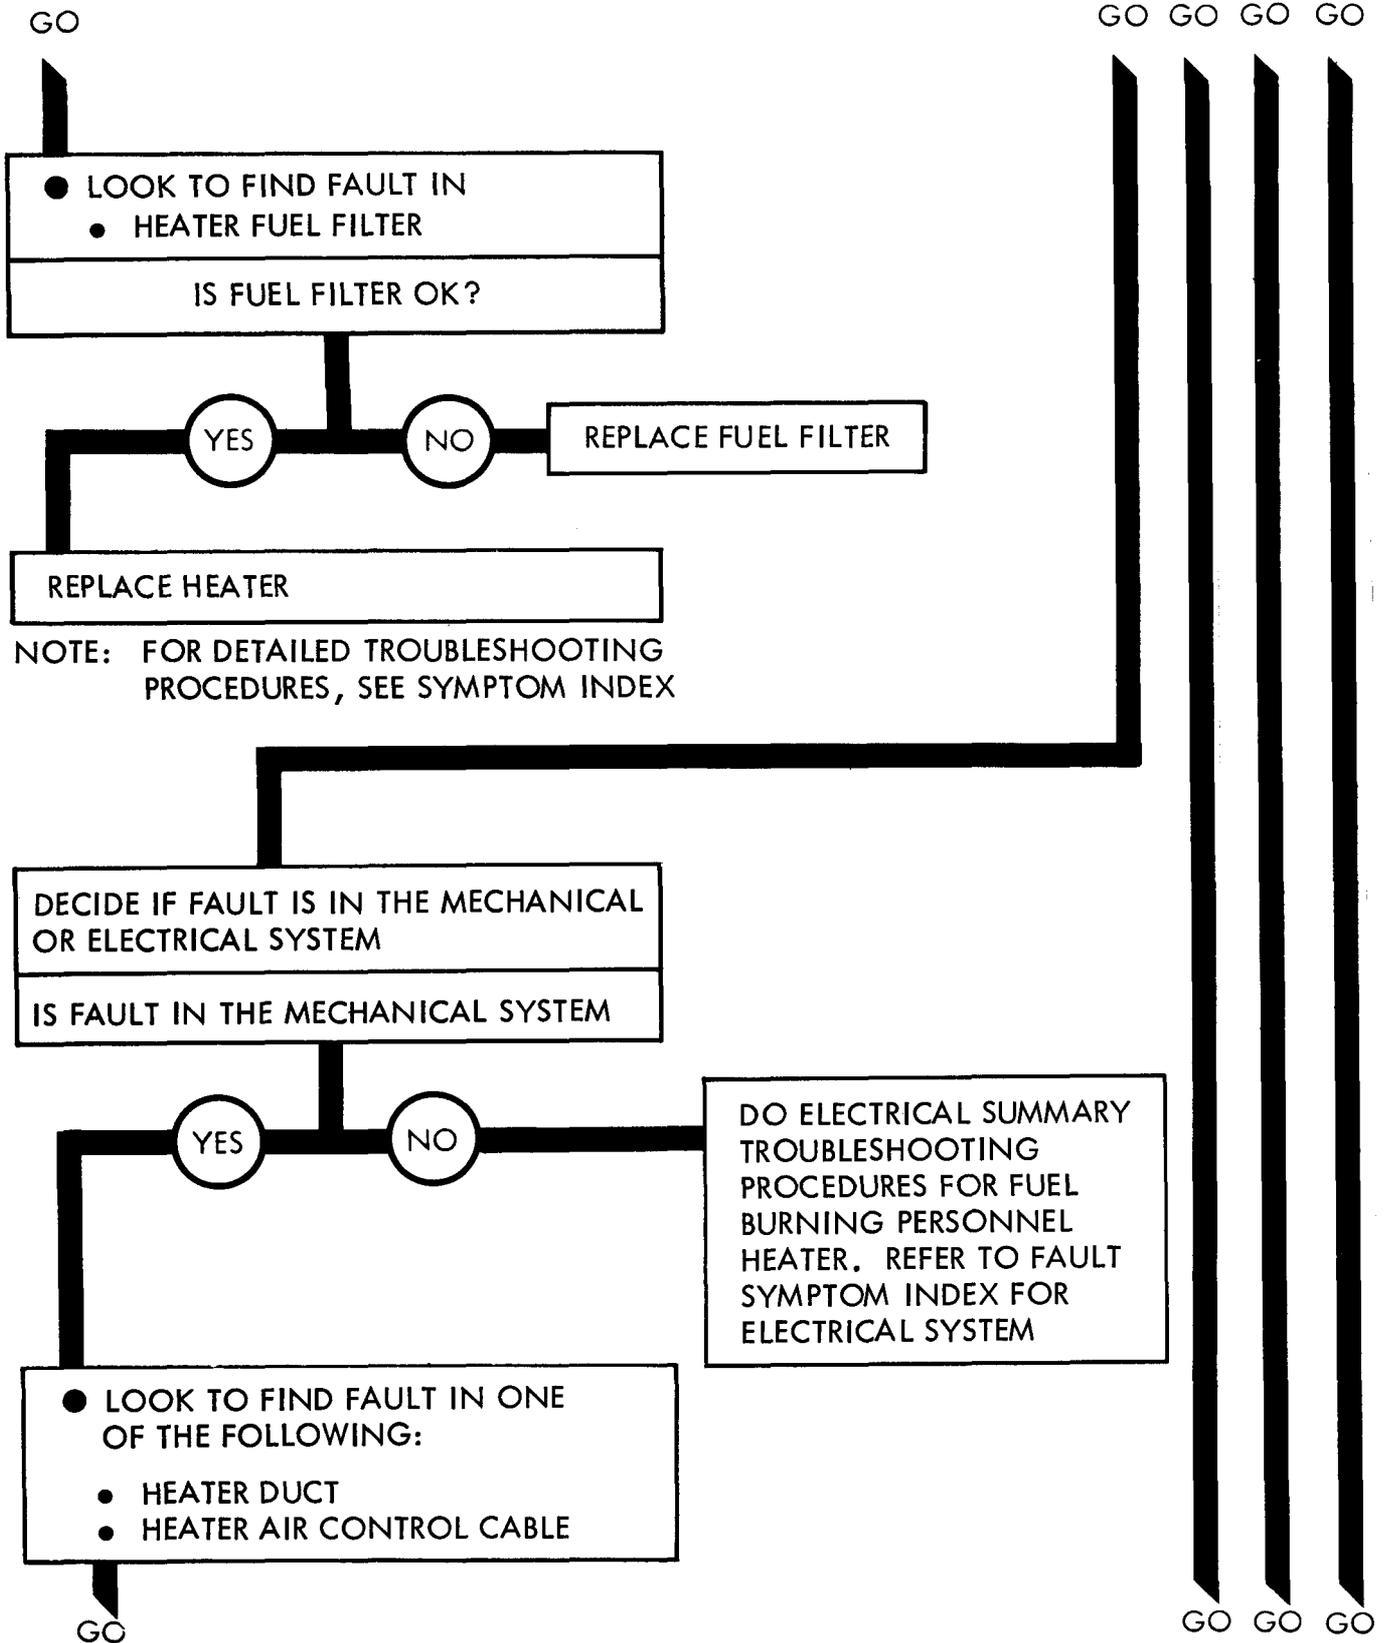 GO
GO GO GO GO
● LOOK TO FIND FAULT IN
● HEATER FUEL FILTER
IS FUEL FILTER OK?
YES
NO
REPLACE FUEL FILTER
REPLACE HEATER
NOTE: FOR DETAILED TROUBLESHOOTING
PROCEDURES, SEE SYMPTOM INDEX
DECIDE IF FAULT IS IN THE MECHANICAL
OR ELECTRICAL SYSTEM
IS FAULT IN THE MECHANICAL SYSTEM
YES
NO
DO ELECTRICAL SUMMARY
TROUBLESHOOTING
PROCEDURES FOR FUEL
BURNING PERSONNEL
HEATER. REFER TO FAULT
SYMPTOM INDEX FOR
ELECTRICAL SYSTEM
● LOOK TO FIND FAULT IN ONE
OF THE FOLLOWING:
● HEATER DUCT
● HEATER AIR CONTROL CABLE
GO
GO GO GO